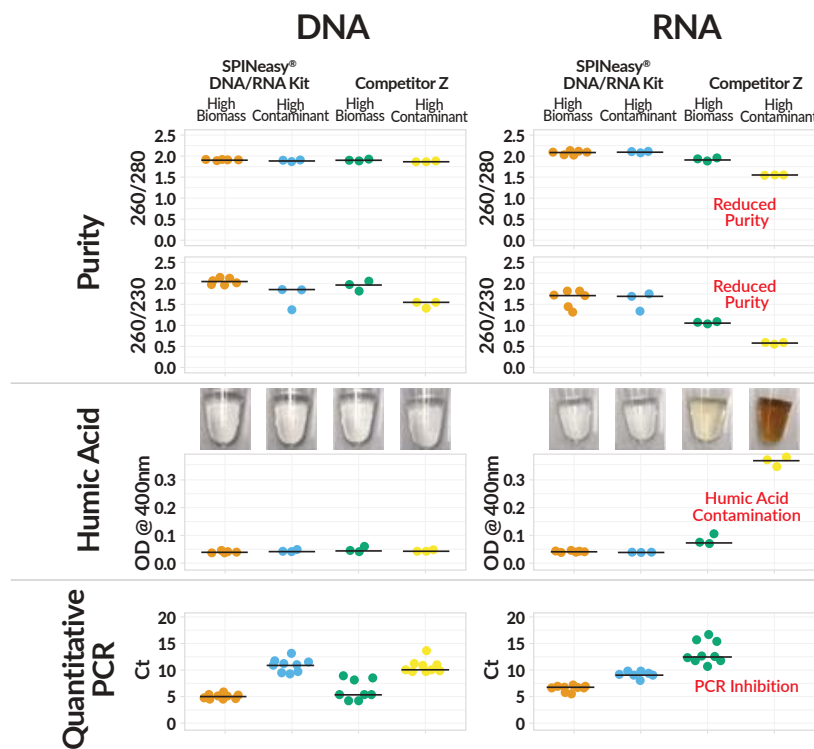 DNA
RNA
SPINeasy®
DNA/RNA Kit
Competitor Z
SPINeasy®
DNA/RNA Kit
Competitor Z
High
Biomass
High
Contaminant
High
Biomass
High
Contaminant
High
Biomass
High
Contaminant
High
Biomass
High
Contaminant
Purity
260/280
2.5
2.0
1.5
1.0
0.5
0.0
260/280
2.5
2.0
1.5
1.0
0.5
0.0
Reduced
Purity
260/230
2.5
2.0
1.5
1.0
0.5
0.0
260/230
2.5
2.0
1.5
1.0
0.5
0.0
Reduced
Purity
Humic Acid
OD @ 400nm
0.3
0.2
0.1
0.0
OD @ 400nm
0.3
0.2
0.1
0.0
Humic Acid
Contamination
Quantitative
PCR
Ct
20
15
10
5
0
Ct
20
15
10
5
0
PCR Inhibition